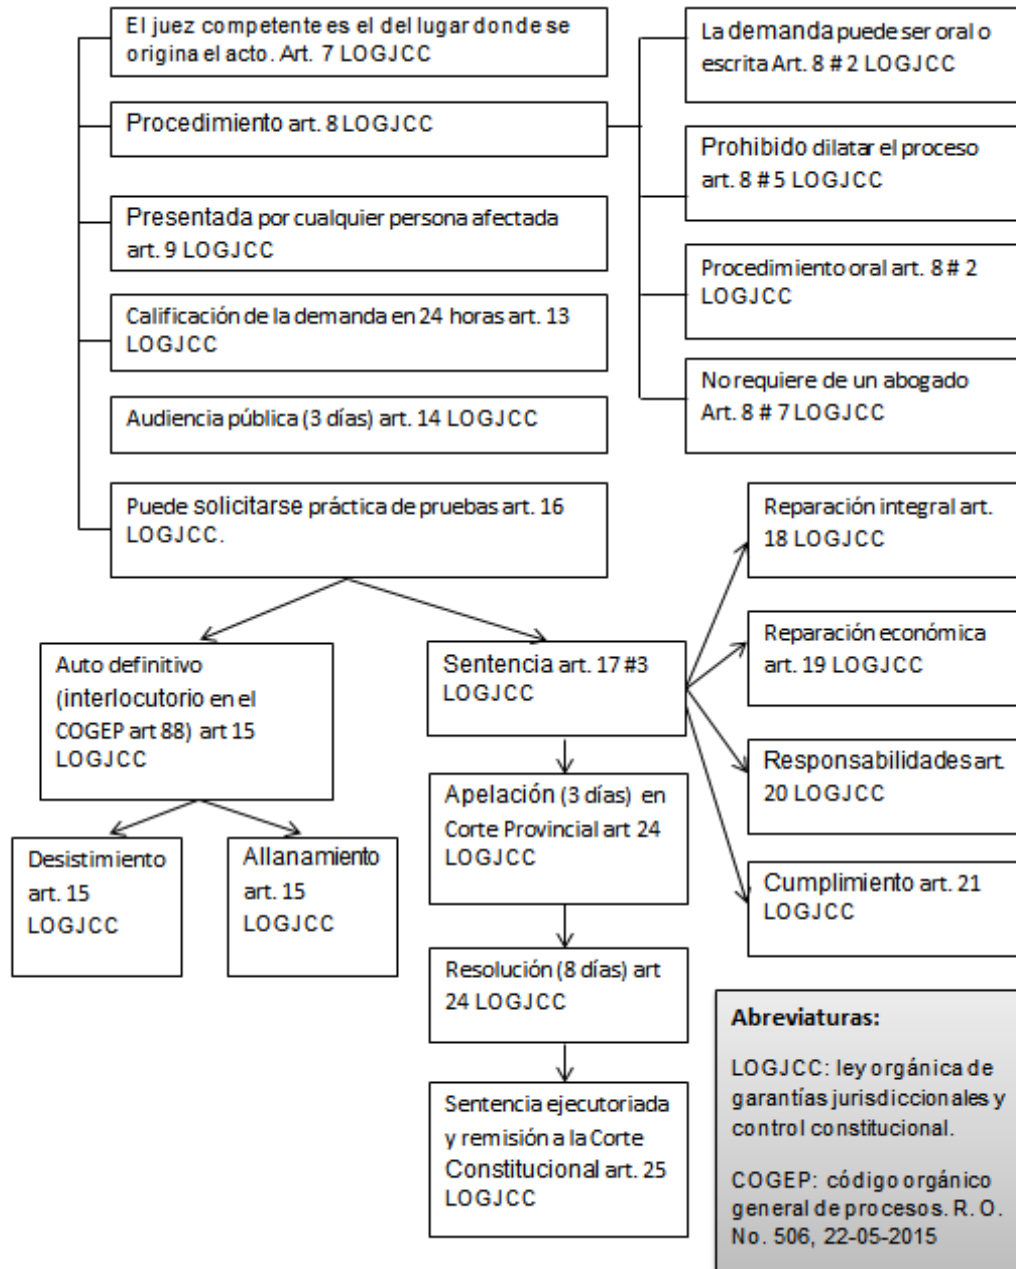 El juez competente es el del lugar donde se
origina el acto. Art. 7 LOGJCC
Procedimiento art. 8 LOGJCC
Presentada por cualquier persona afectada
art. 9 LOGJCC
Calificación de la demanda en 24 horas art. 13
LOGJCC
Audiencia pública (3 días) art. 14 LOGJCC
Puede solicitarse práctica de pruebas art. 16
LOGJCC.
La demanda puede ser oral o
escrita Art. 8 # 2 LOGJCC
Prohibido dilatar el proceso
art. 8 # 5 LOGJCC
Procedimiento oral art. 8 # 2
LOGJCC
No requiere de un abogado
Art. 8 # 7 LOGJCC
Auto definitivo
(interlocutorio en el
COGEP art 88) art 15
LOGJCC
Desistimiento
art. 15
LOGJCC
Allanamiento
art. 15
LOGJCC
Sentencia art. 17 #3
LOGJCC
Apelación (3 días) en
Corte Provincial art 24
LOGJCC
Resolución (8 días) art
24 LOGJCC
Sentencia ejecutoriada
y remisión a la Corte
Constitucional art. 25
LOGJCC
Reparación integral art.
18 LOGJCC
Reparación económica
art. 19 LOGJCC
Responsabilidades art.
20 LOGJCC
Cumplimiento art. 21
LOGJCC
Abreviaturas:
LOGJCC: ley orgánica de
garantías jurisdiccionales y
control constitucional.
COGEP: código orgánico
general de procesos. R. O.
No. 506, 22-05-2015